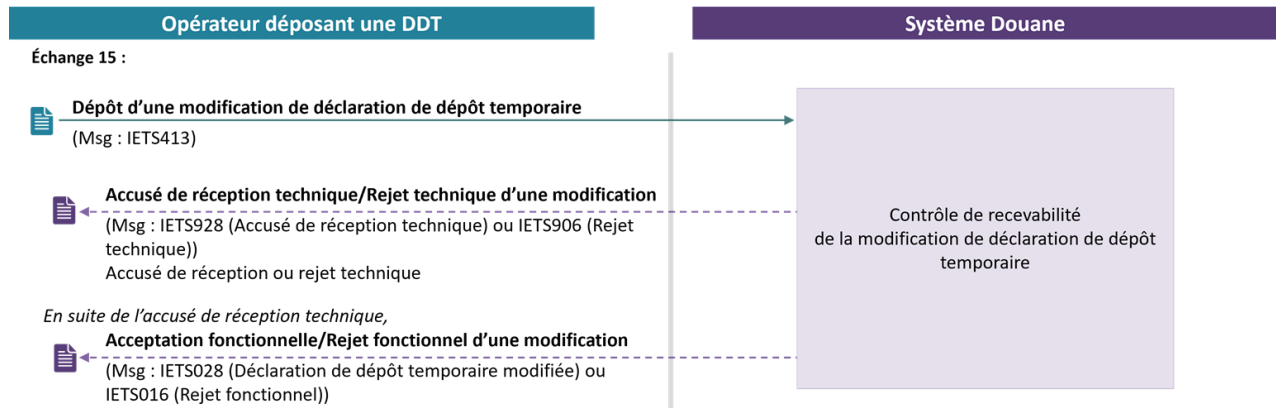 Opérateur déposant une DDT
Système Douane
Échange 15 :
Dépôt d’une modification de déclaration de dépôt temporaire
(Msg : IETS413)
Accusé de réception technique/Rejet technique d’une modification
(Msg : IETS928 (Accusé de réception technique) ou IETS906 (Rejet
technique))
Accusé de réception ou rejet technique
En suite de l’accusé de réception technique,
Acceptation fonctionnelle/Rejet fonctionnel d’une modification
(Msg : IETS028 (Déclaration de dépôt temporaire modifiée) ou
IETS016 (Rejet fonctionnel))
Contrôle de recevabilité
de la modification de déclaration de dépôt
temporaire